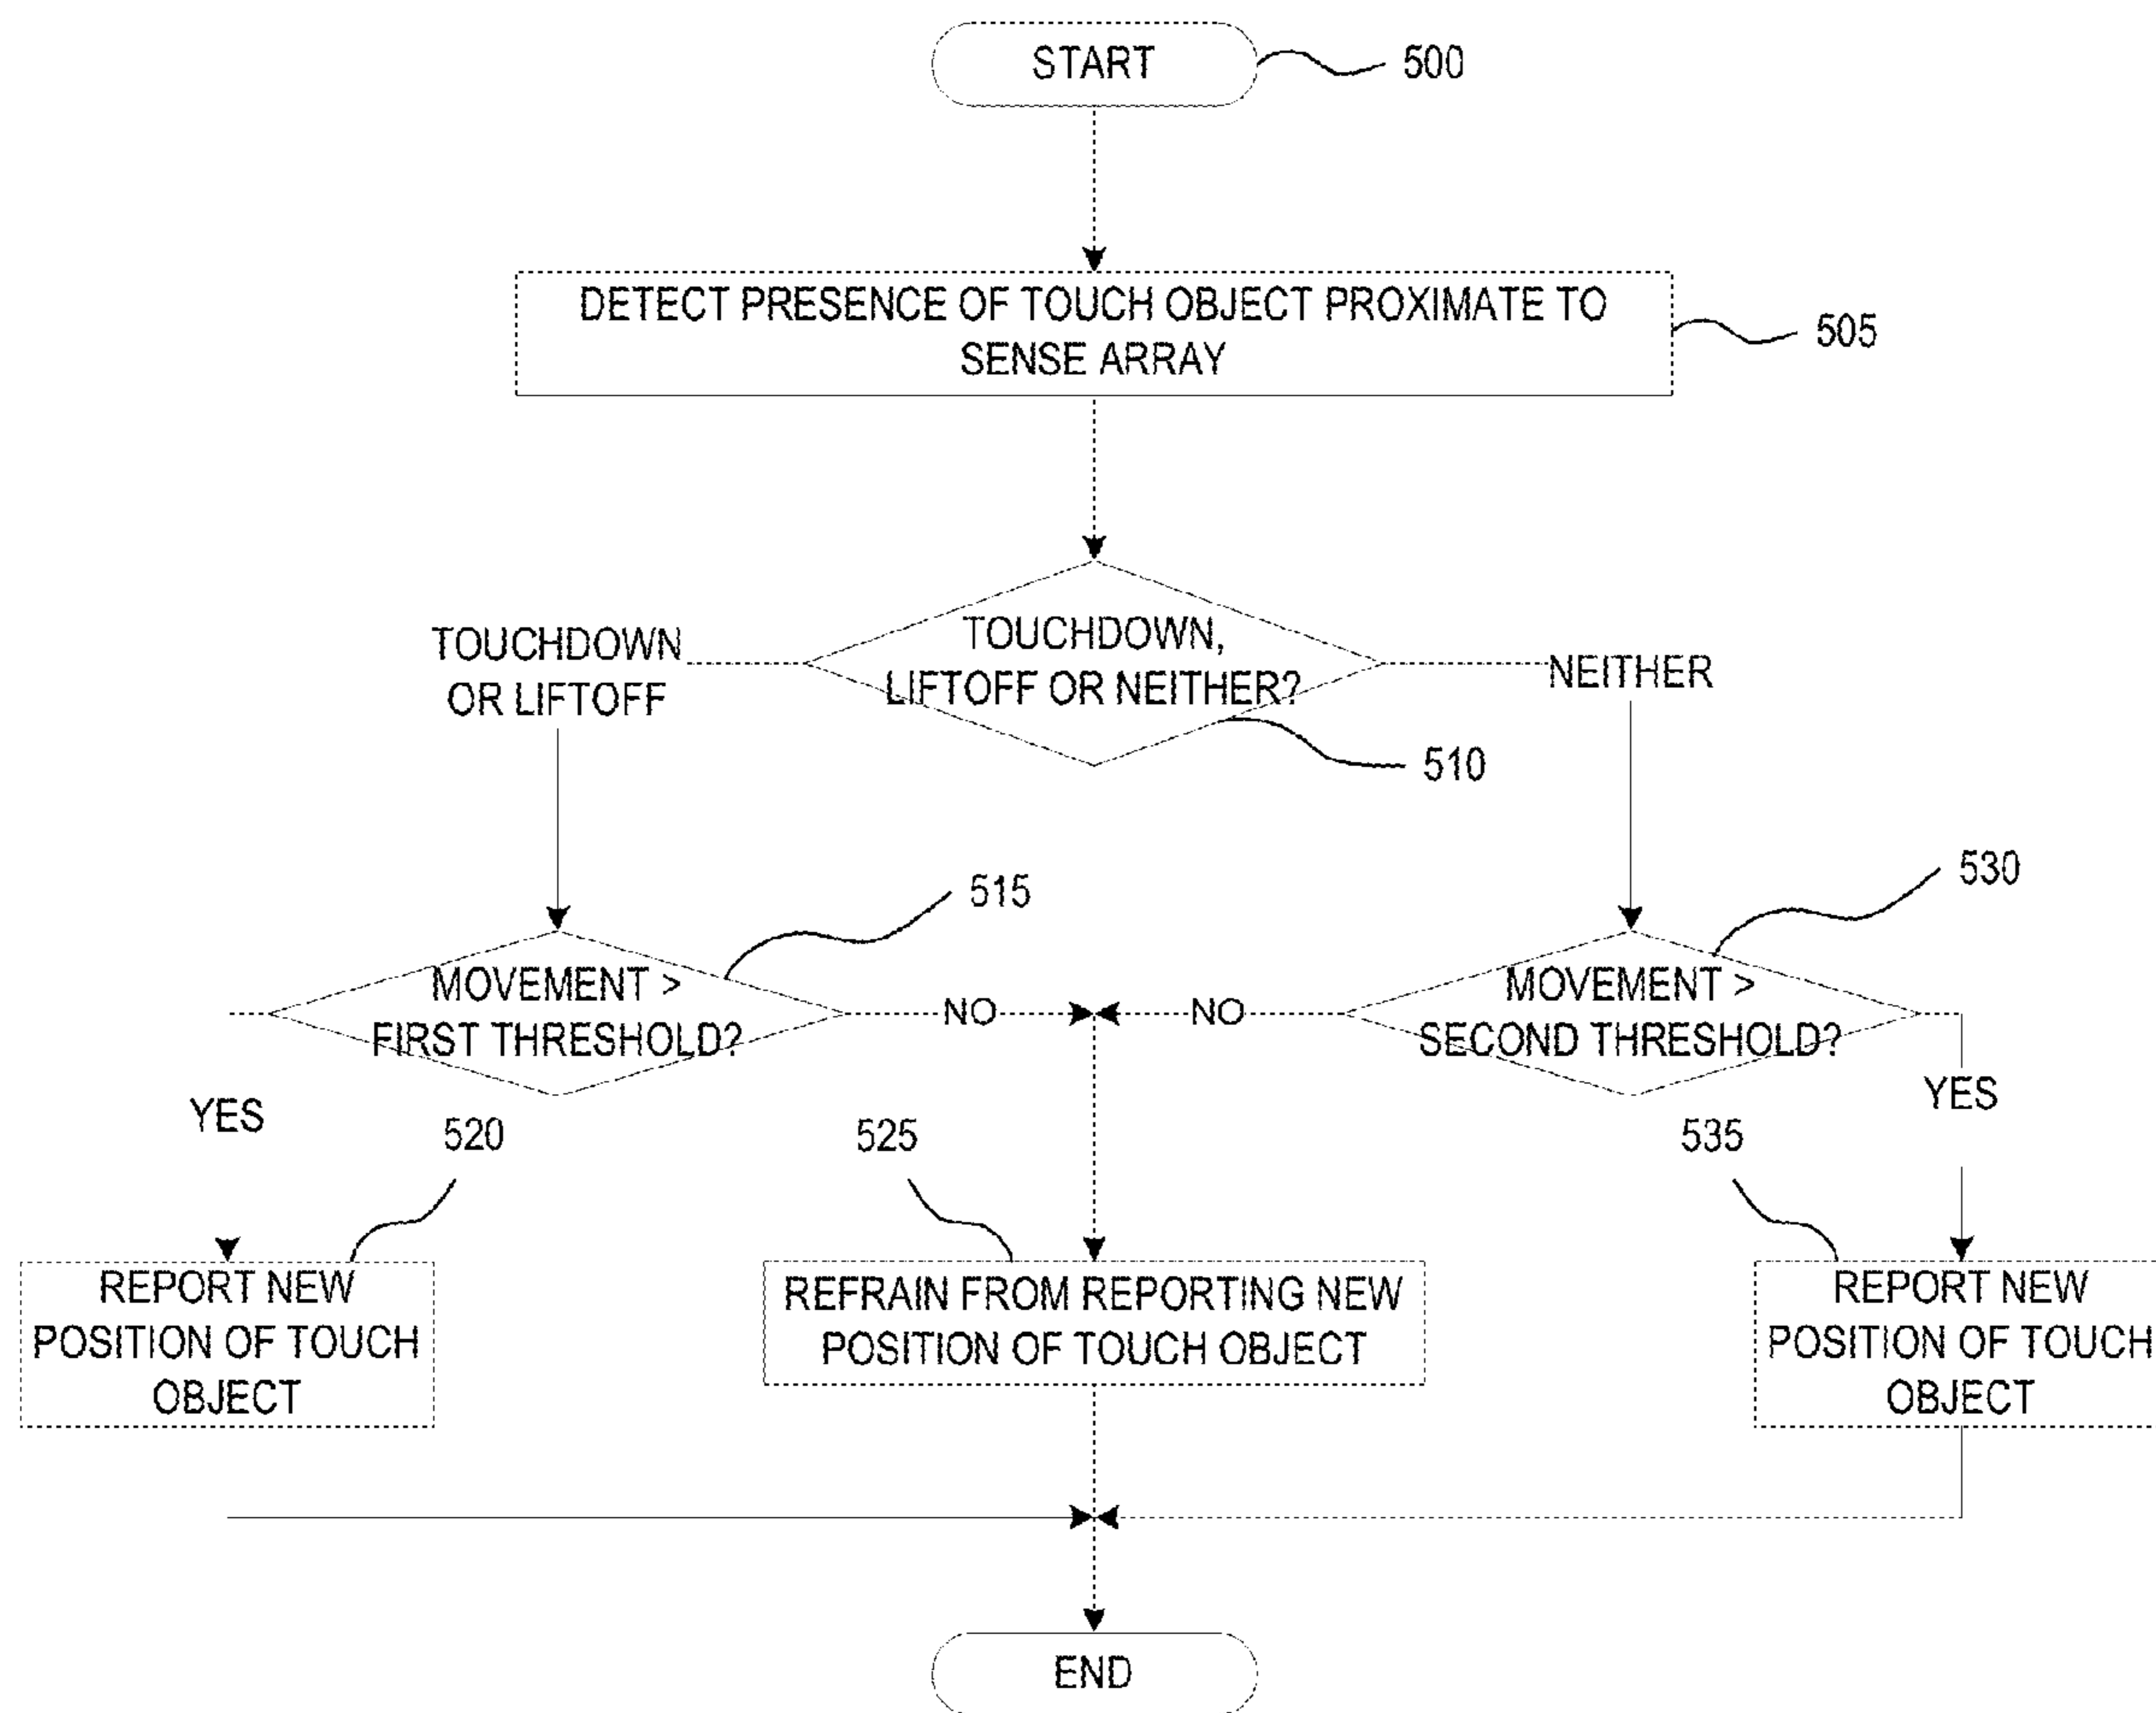 START
500
DETECT PRESENCE OF TOUCH OBJECT PROXIMATE TO
SENSE ARRAY
505
TOUCHDOWN
OR LIFTOFF
TOUCHDOWN,
LIFTOFF OR NEITHER?
NEITHER
510
515
530
MOVEMENT >
FIRST THRESHOLD?
NO
NO
MOVEMENT >
SECOND THRESHOLD?
YES
YES
520
525
535
REPORT NEW
POSITION OF TOUCH
OBJECT
REFRAIN FROM REPORTING NEW
POSITION OF TOUCH OBJECT
REPORT NEW
POSITION OF TOUCH
OBJECT
END